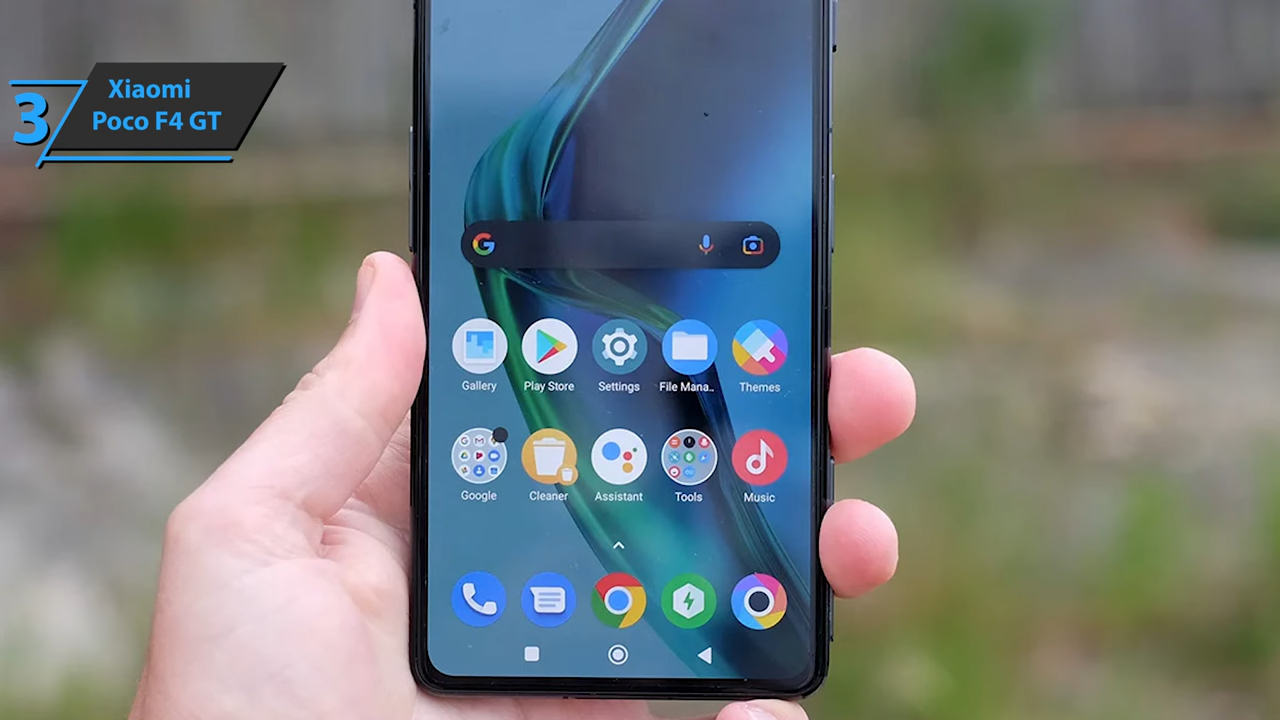 3
Xiaomi
Poco F4 GT
G
Gallery
Play Store
Settings
File Mana..
Themes
Google
Cleaner
Assistant
Tools
Music